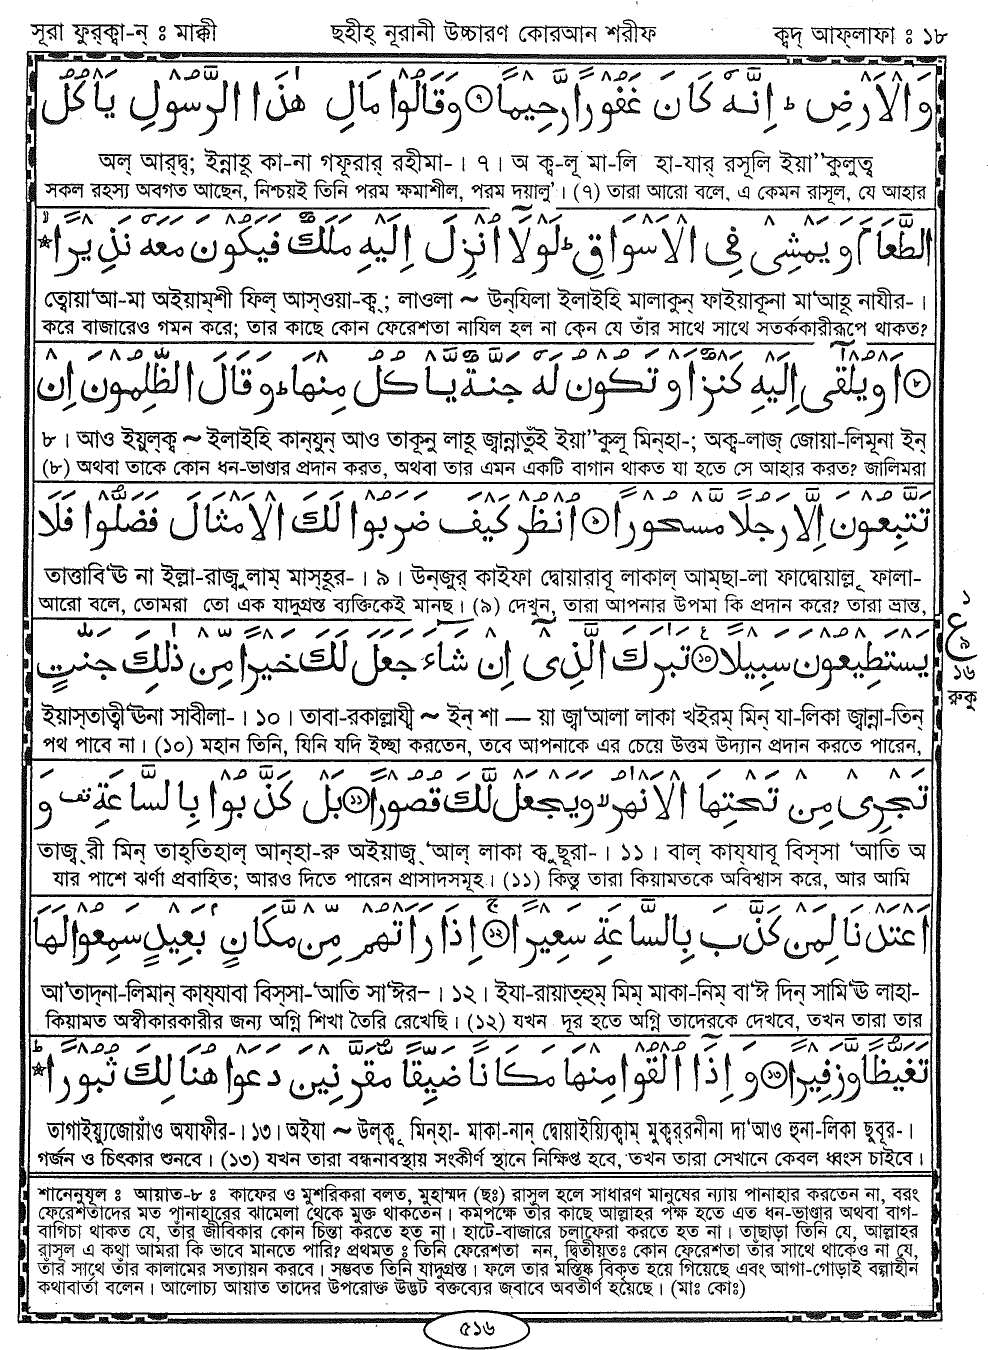 সূরা ফুর্ক্বা-ন্ ঃ মাক্কী ছহীহ্ নূরানী উচ্চারণ কোরআন শরীফ ক্বদ্ আফ্লাফা ঃ ১৮
وَالْاَرْضِ ؕ اِنَّهٗ كَانَ غَفُوْرًا رَّحِيْمًا ﴿٦﴾ وَقَالُوْا مَالِ هٰذَا الرَّسُوْلِ يَاْكُلُ
অল্ আর্দ্ব; ইন্নাহূ কা-না গফূরার্ রহীমা-। ৭। অ ক্ব-লূ মা-লি হা-যার্ রসূলি ইয়া''কুলুত্ব
সকল রহস্য অবগত আছেন, নিশ্চয়ই তিনি পরম ক্ষমাশীল, পরম দয়ালু'। (৭) তারা আরো বলে, এ কেমন রাসূল, যে আহার
الطَّعَامَ وَيَمْشِىْ فِى الْاَسْوَاقِ ؕ لَوْلَاۤ اُنْزِلَ اِلَيْهِ مَلَكٌ فَيَكُوْنَ مَعَهٗ نَذِيْرًا ۙ
ত্বোয়া'আ-মা অইয়াম্শী ফিল্ আস্ওয়া-ক্ব; লাওলা ~ উন্যিলা ইলাইহি মালাকুন্ ফাইয়াকূনা মা'আহূ নাযীর-।
করে বাজারেও গমন করে; তার কাছে কোন ফেরেশতা নাযিল হল না কেন যে তাঁর সাথে সাথে সতর্ককারীরূপে থাকত?
﴿٨﴾ اَوْ يُلْقٰىۤ اِلَيْهِ كَنْزٌ اَوْ تَكُوْنُ لَهٗ جَنَّةٌ يَّاْكُلُ مِنْهَا ؕ وَقَالَ الظّٰلِمُوْنَ اِنْ
৮। আও ইয়ুল্ক্ব ~ ইলাইহি কান্যুন্ আও তাকূনু লাহূ জ্বান্নাতুঁই ইয়া''কুলূ মিন্হা-; অক্ব-লাজ্ জোয়া-লিমূনা ইন্
(৮) অথবা তাকে কোন ধন-ভাণ্ডার প্রদান করত, অথবা তার এমন একটি বাগান থাকত যা হতে সে আহার করত? জালিমরা
تَتَّبِعُوْنَ اِلَّا رَجُلًا مَّسْحُوْرًا ﴿٩﴾ اُنْظُرْ كَيْفَ ضَرَبُوْا لَكَ الْاَمْثَالَ فَضَلُّوْا فَلَا
তাত্তাবি'ঊ না ইল্লা-রাজুলাম্ মাস্হূর-। ৯। উন্জুর্ কাইফা দ্বোয়ারাবূ লাকাল্ আম্ছা-লা ফাদ্বোয়াল্লূ ফালা-
আরো বলে, তোমরা তো এক যাদুগ্রস্ত ব্যক্তিকেই মানছ। (৯) দেখুন, তারা আপনার উপমা কি প্রদান করে? তারা ভ্রান্ত,
يَسْتَطِيْعُوْنَ سَبِيْلًا ﴿١٠﴾ تَبٰرَكَ الَّذِىْۤ اِنْ شَآءَ جَعَلَ لَكَ خَيْرًا مِّنْ ذٰلِكَ جَنّٰتٍ
ع
১
৯
১৬
রুকু
ইয়াস্তাত্বী'ঊনা সাবীলা-। ১০। তাবা-রকাল্লাযী ~ ইন্ শা — য়া জ্বা'আলা লাকা খইরম্ মিন্ যা-লিকা জ্বান্না-তিন্
পথ পাবে না। (১০) মহান তিনি, যিনি যদি ইচ্ছা করতেন, তবে আপনাকে এর চেয়ে উত্তম উদ্যান প্রদান করতে পারেন,
تَجْرِىْ مِنْ تَحْتِهَا الْاَنْهٰرُ ۙ وَيَجْعَلْ لَّكَ قُصُوْرًا ﴿١١﴾ بَلْ كَذَّبُوْا بِالسَّاعَةِ قف وَ
তাজ্ব্রী মিন্ তাহ্তিহাল্ আন্হা-রু অইয়াজ্ব্'আল্ লাকা ক্বুছূরা-। ১১। বাল্ কায্যাবূ বিস্সা 'আতি অ
যার পাশে ঝর্ণা প্রবাহিত; আরও দিতে পারেন প্রাসাদসমূহ। (১১) কিন্তু তারা কিয়ামতকে অবিশ্বাস করে, আর আমি
اَعْتَدْنَا لِمَنْ كَذَّبَ بِالسَّاعَةِ سَعِيْرًا ۚ ﴿١٢﴾ اِذَا رَاَتْهُمْ مِّنْ مَّكَانٍۭ بَعِيْدٍ سَمِعُوْا لَهَا
আ'তাদ্না-লিমান্ কায্যাবা বিস্সা-'আতি সা'ঈর-। ১২। ইযা-রায়াত্হুম্ মিম্ মাকা-নিম্ বা'ঈ দিন্ সামি'ঊ লাহা-
কিয়ামত অস্বীকারকারীর জন্য অগ্নি শিখা তৈরি রেখেছি। (১২) যখন দূর হতে অগ্নি তাদেরকে দেখবে, তখন তারা তার
تَغَيُّظًا وَّزَفِيْرًا ﴿١٣﴾ وَ اِذَاۤ اُلْقُوْا مِنْهَا مَكَانًا ضَيِّقًا مُّقَرَّنِيْنَ دَعَوْا هُنَالِكَ ثُبُوْرًا ؕ
তাগাইয়্যুজোয়াঁও অযাফীর-। ১৩। অইযা ~ উল্ক্বূ মিন্হা- মাকা-নান্ দ্বোয়াইয়্যিক্বাম্ মুক্বর্রনীনা দা'আও হুনা-লিকা ছুবূর-।
গর্জন ও চিৎকার শুনবে। (১৩) যখন তারা বন্ধনাবস্থায় সংকীর্ণ স্থানে নিক্ষিপ্ত হবে, তখন তারা সেখানে কেবল ধ্বংস চাইবে।
শানেনুযূল ঃ আয়াত-৮ ঃ কাফের ও মুশরিকরা বলত, মুহাম্মদ (ছঃ) রাসূল হলে সাধারণ মানুষের ন্যায় পানাহার করতেন না, বরং
ফেরেশতাদের মত পানাহারের ঝামেলা থেকে মুক্ত থাকতেন। কমপক্ষে তাঁর কাছে আল্লাহর পক্ষ হতে এত ধন-ভাণ্ডার অথবা বাগ-
বাগিচা থাকত যে, তাঁর জীবিকার কোন চিন্তা করতে হত না। হাটে-বাজারে চলাফেরা করতে হত না। তাছাড়া তিনি যে, আল্লাহর
রাসূল এ কথা আমরা কি ভাবে মানতে পারি? প্রথমত ঃ তিনি ফেরেশতা নন, দ্বিতীয়তঃ কোন ফেরেশতা তাঁর সাথে থাকেও না যে,
তাঁর সাথে তাঁর কালামের সত্যায়ন করবে। সম্ভবত তিনি যাদুগ্রস্ত। ফলে তার মস্তিষ্ক বিকৃত হয়ে গিয়েছে এবং আগা-গোড়াই বল্গাহীন
কথাবার্তা বলেন। আলোচ্য আয়াত তাদের উপরোক্ত উদ্ভট বক্তব্যের জবাবে অবতীর্ণ হয়েছে। (মাঃ কোঃ)
৫১৬